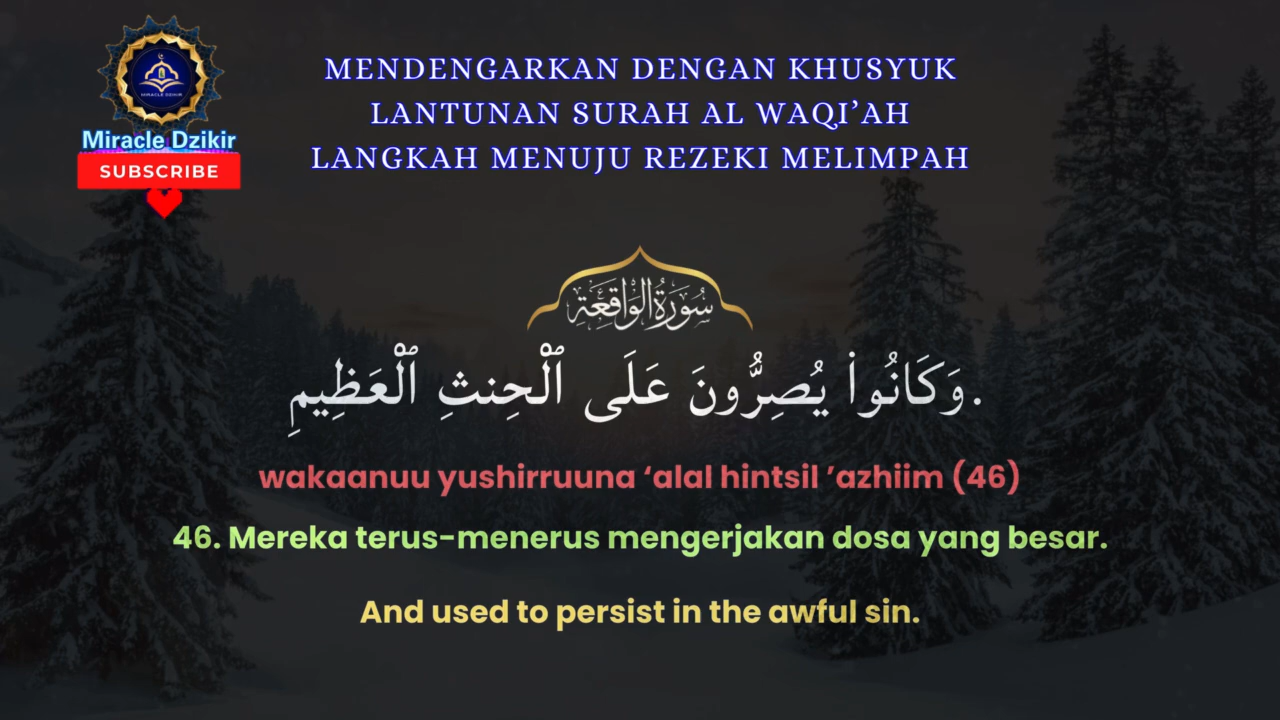 MENDENGARKAN DENGAN KHUSYUK
LANTUNAN SURAH AL WAQI’AH
LANGKAH MENUJU REZEKI MELIMPAH
MIRACLE DZIKIR
Miracle Dzikir
SUBSCRIBE
سُورَةُ الوَاقِعَةِ
وَكَانُوا۟ يُصِرُّونَ عَلَى ٱلْحِنثِ ٱلْعَظِيمِ.
wakaanuu yushirruuna ‘alal hintsil ’azhiim (46)
46. Mereka terus-menerus mengerjakan dosa yang besar.
And used to persist in the awful sin.